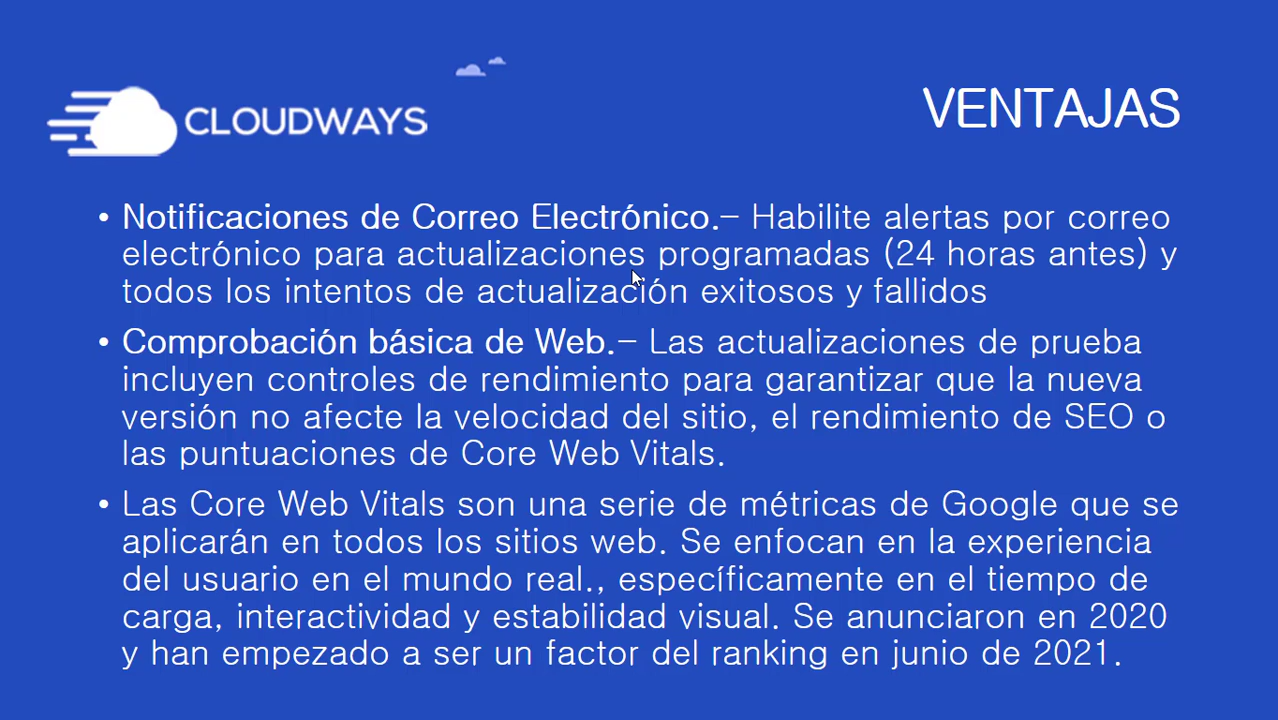 CLOUDWAYS
VENTAJAS
• Notificaciones de Correo Electrónico.- Habilite alertas por correo
electrónico para actualizaciones programadas (24 horas antes) y
todos los intentos de actualización exitosos y fallidos
• Comprobación básica de Web.- Las actualizaciones de prueba
incluyen controles de rendimiento para garantizar que la nueva
versión no afecte la velocidad del sitio, el rendimiento de SEO o
las puntuaciones de Core Web Vitals.
• Las Core Web Vitals son una serie de métricas de Google que se
aplicarán en todos los sitios web. Se enfocan en la experiencia
del usuario en el mundo real., específicamente en el tiempo de
carga, interactividad y estabilidad visual. Se anunciaron en 2020
y han empezado a ser un factor del ranking en junio de 2021.